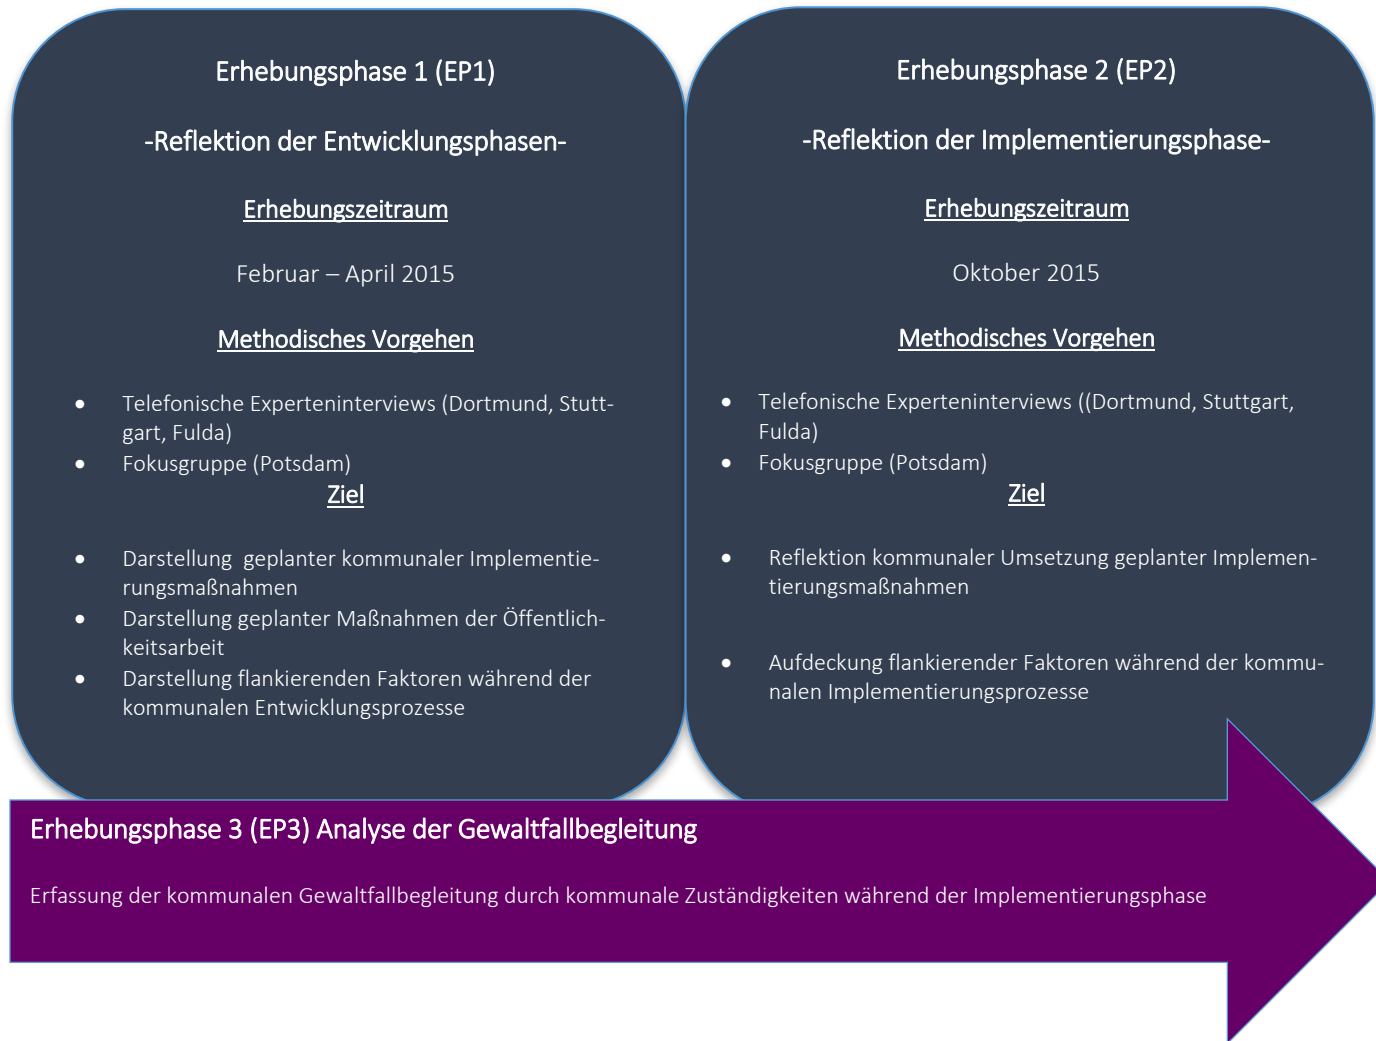 Erhebungsphase 1 (EP1)
-Reflektion der Entwicklungsphasen-
Erhebungszeitraum
Februar – April 2015
Methodisches Vorgehen
• Telefonische Experteninterviews (Dortmund, Stutt-
gart, Fulda)
• Fokusgruppe (Potsdam)
Ziel
• Darstellung  geplanter kommunaler Implementie-
rungsmaßnahmen
• Darstellung geplanter Maßnahmen der Öffentlich-
keitsarbeit
• Darstellung flankierenden Faktoren während der
kommunalen Entwicklungsprozesse
Erhebungsphase 2 (EP2)
-Reflektion der Implementierungsphase-
Erhebungszeitraum
Oktober 2015
Methodisches Vorgehen
• Telefonische Experteninterviews ((Dortmund, Stuttgart,
Fulda)
• Fokusgruppe (Potsdam)
Ziel
• Reflektion kommunaler Umsetzung geplanter Implemen-
tierungsmaßnahmen
• Aufdeckung flankierender Faktoren während der kommu-
nalen Implementierungsprozesse
Erhebungsphase 3 (EP3) Analyse der Gewaltfallbegleitung
Erfassung der kommunalen Gewaltfallbegleitung durch kommunale Zuständigkeiten während der Implementierungsphase